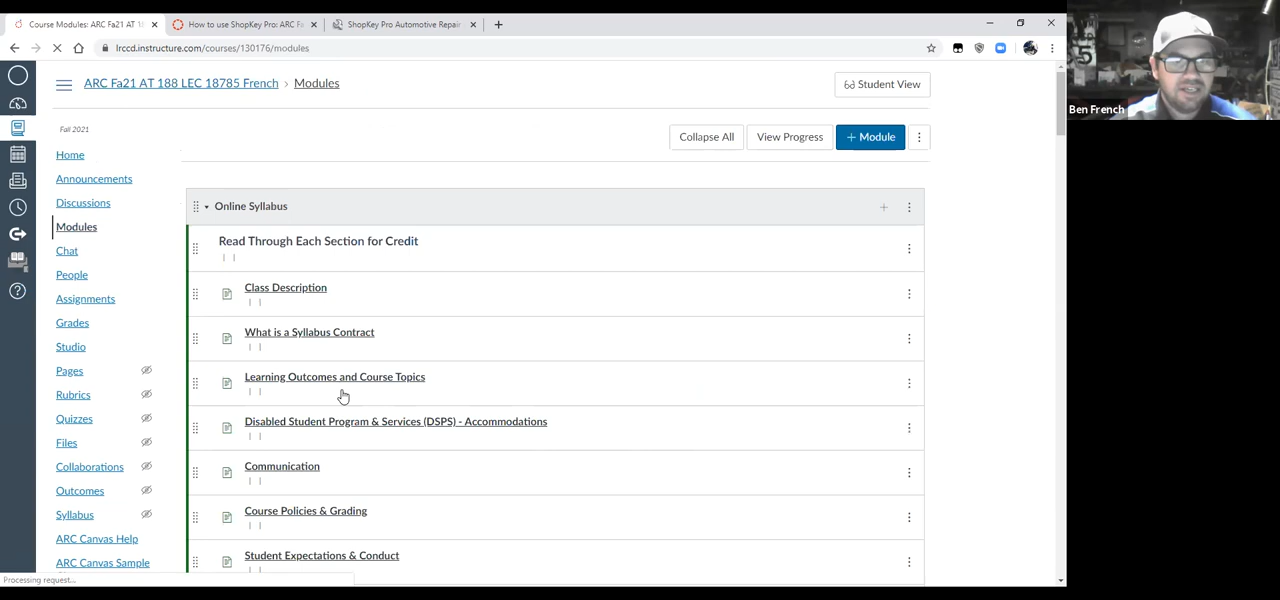 Course Modules: ARC Fa21 AT 1
How to use ShopKey Pro: ARC Fa
ShopKey Pro Automotive Repair
lrccd.instructure.com/courses/130176/modules
ARC Fa21 AT 188 LEC 18785 French › Modules
Student View
Fall 2021
Collapse All
View Progress
+ Module
Home
Announcements
Discussions
Modules
Chat
People
Assignments
Grades
Studio
Pages
Rubrics
Quizzes
Files
Collaborations
Outcomes
Syllabus
ARC Canvas Help
ARC Canvas Sample
Online Syllabus
Read Through Each Section for Credit
Class Description
What is a Syllabus Contract
Learning Outcomes and Course Topics
Disabled Student Program & Services (DSPS) - Accommodations
Communication
Course Policies & Grading
Student Expectations & Conduct
Processing request...
Ben French